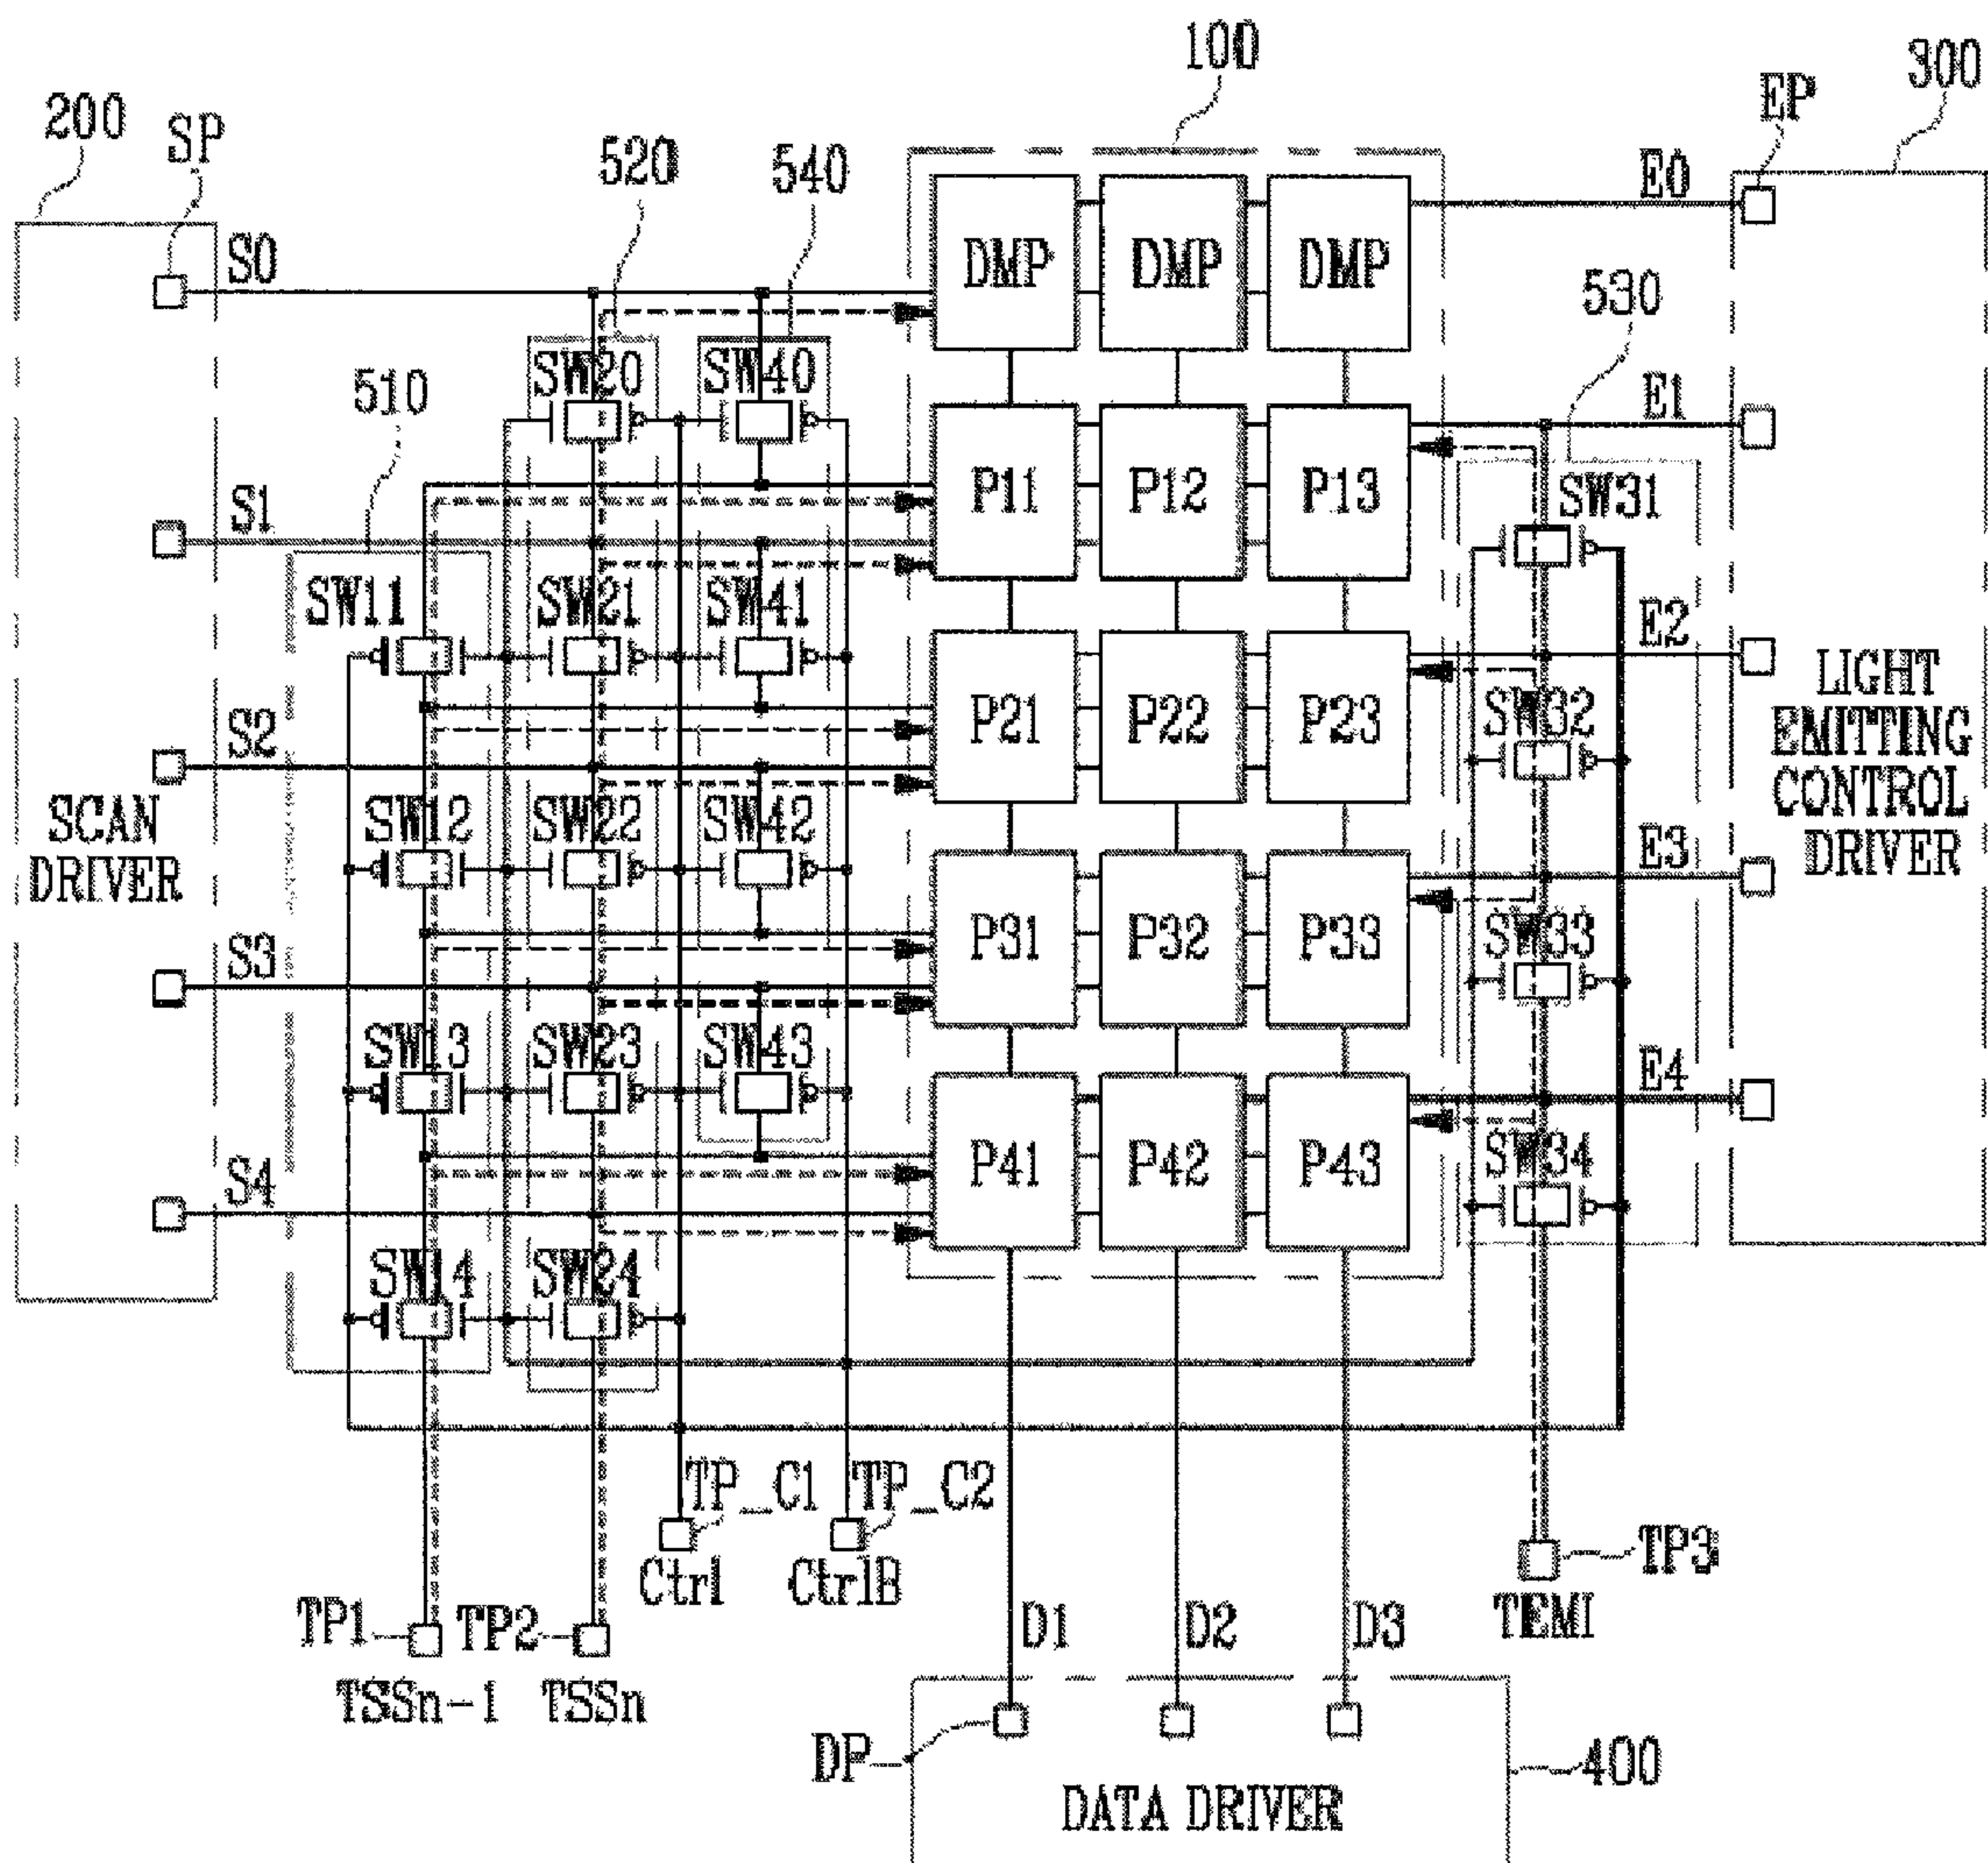 100
300
200
SP
520
540
EP
E0
S0
DMP DMP DMP
530
SW20 SW40
510
E1
P11 P12 P13
SW31
S1
SW11 SW21 SW41
E2
P21 P22 P23
SW32
LIGHT
EMITTING
CONTROL
DRIVER
S2
SCAN
DRIVER
SW12 SW22 SW42
E3
P31 P32 P33
SW33
S3
SW13 SW23 SW43
E4
P41 P42 P43
SW34
S4
SW14 SW24
TP_C1 TP_C2
Ctrl CtrlB
TP3
TEMI
TP1 TP2
TSSn-1 TSSn
D1 D2 D3
DP
400
DATA DRIVER